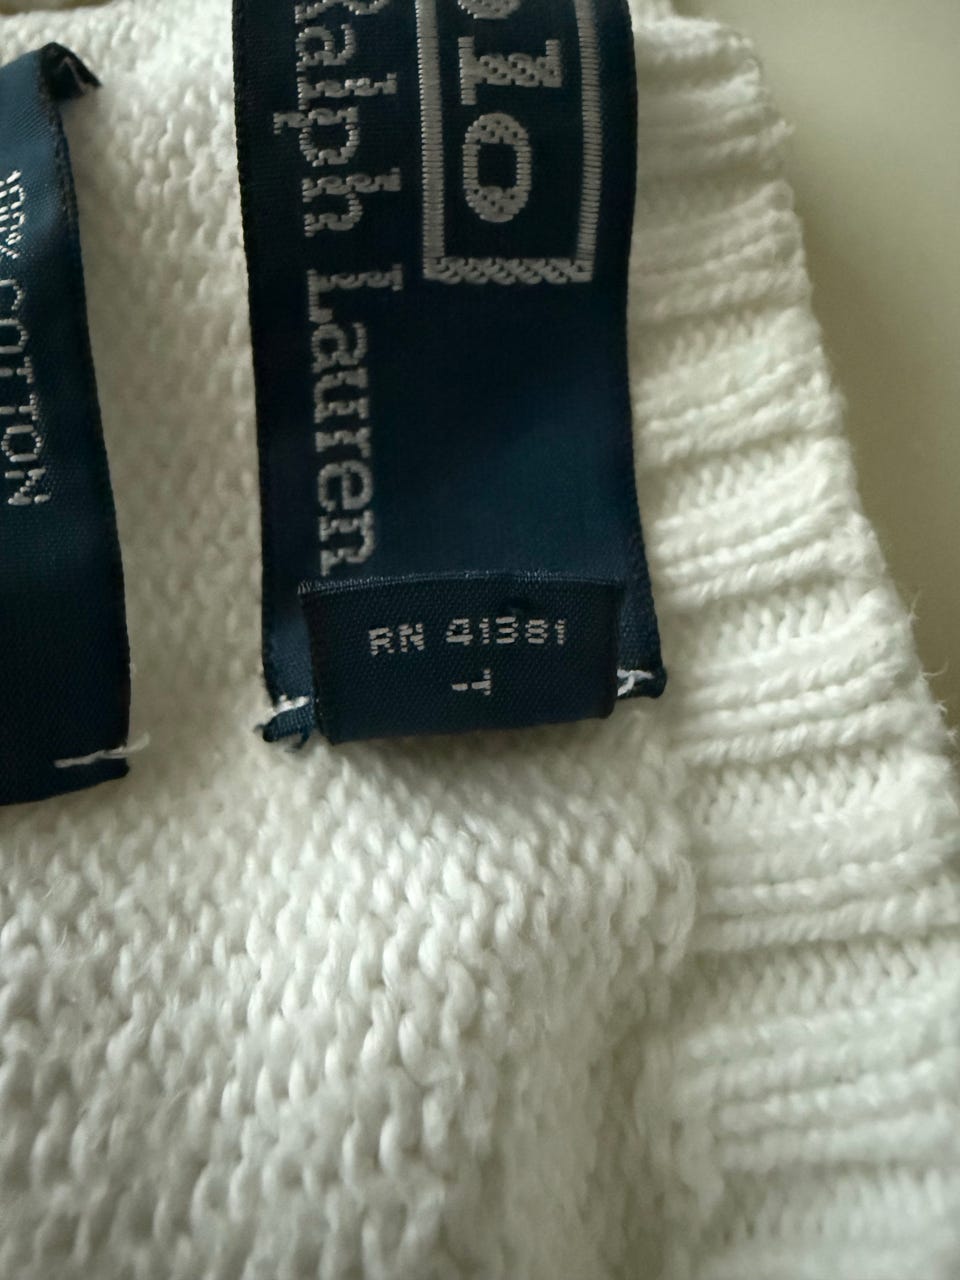 Polo
Ralph Lauren
RN 41381
100% COTTON